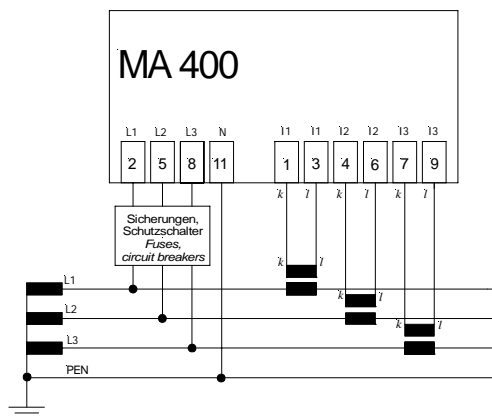 MA 400
L1 L2 L3 N I1 I1 I2 I2 I3 I3
2 5 8 11 1 3 4 6 7 9
k l k l k l
Sicherungen,
Schutzschalter
Fuses,
circuit breakers
k l
L1
k l
L2
k l
L3
PEN